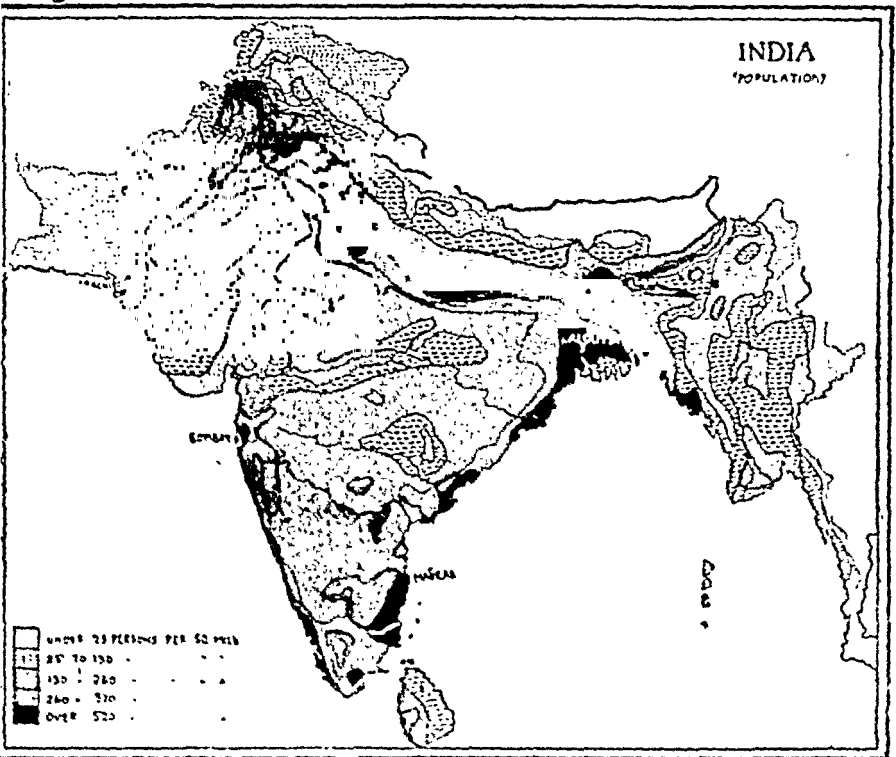 INDIA
(POPULATION)
BOMBAY
MADRAS
UNDER 25 PERSONS PER SQ MILE
25 TO 130 " " "
130 " 260 " " " "
260 " 520 "
OVER 520 "